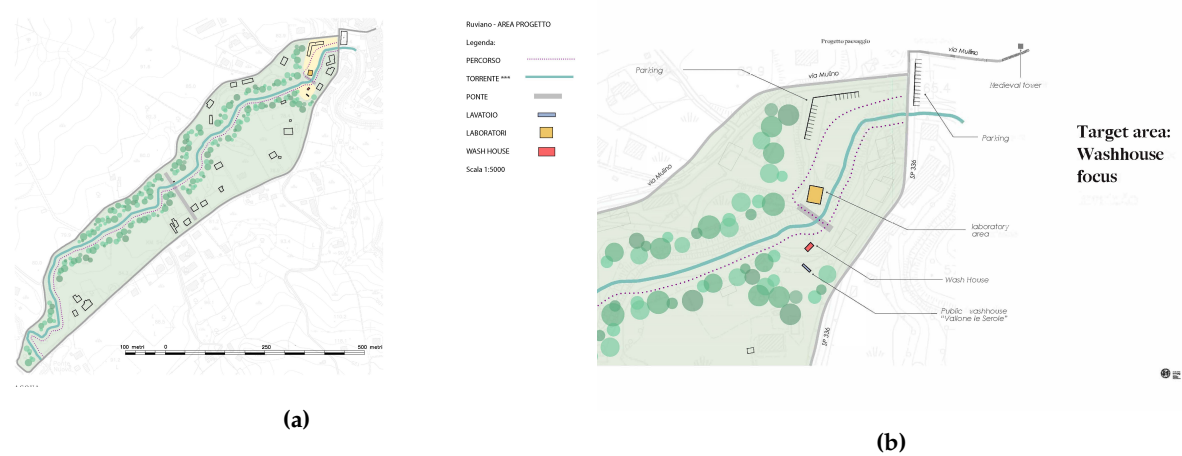 Ruviano - AREA PROGETTO
Legenda:
PERCORSO
TORRENTE ***
PONTE
LAVATOIO
LABORATORI
WASH HOUSE
Scala 1:5000
100 metri 0 250 500 metri
(a)
Progetto paesaggio
via Mulino
Parking
via Mulino
Medieval tower
Parking
Target area:
Washhouse
focus
via Mulino
SP 336
laboratory
area
Wash House
Public vashhouse
"Vallone le Serole"
SP 336
(b)